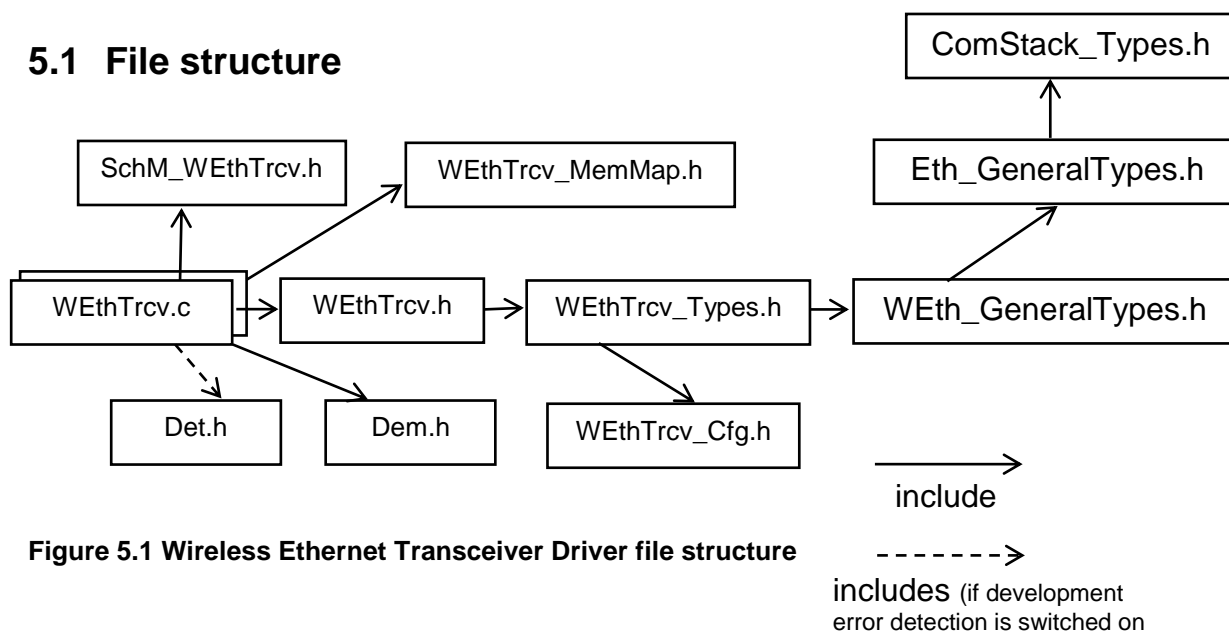 5.1 File structure
ComStack_Types.h
SchM_WEthTrcv.h
WEthTrcv_MemMap.h
Eth_GeneralTypes.h
WEthTrcv.c
WEthTrcv.h
WEthTrcv_Types.h
WEth_GeneralTypes.h
Det.h
Dem.h
WEthTrcv_Cfg.h
include
Figure 5.1 Wireless Ethernet Transceiver Driver file structure
includes (if development
error detection is switched on